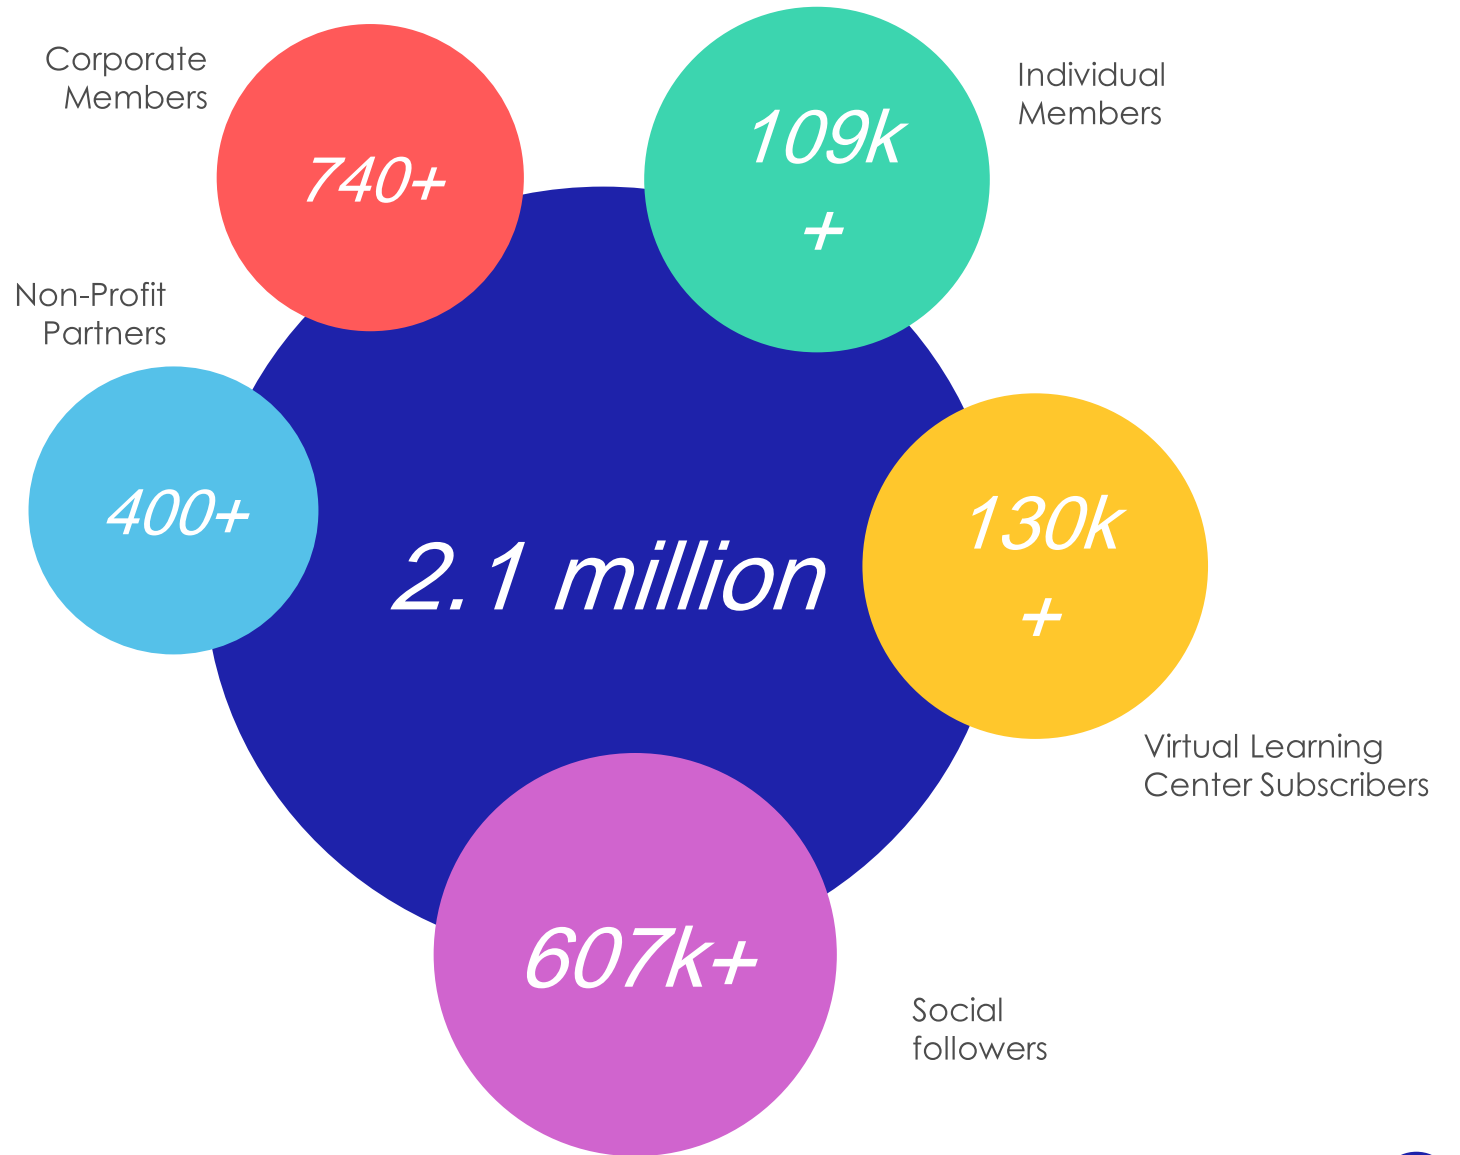 Corporate
Members
740+
Individual
Members
109k
+
Non-Profit
Partners
400+
2.1 million
130k
+
Virtual Learning
Center Subscribers
607k+
Social
followers